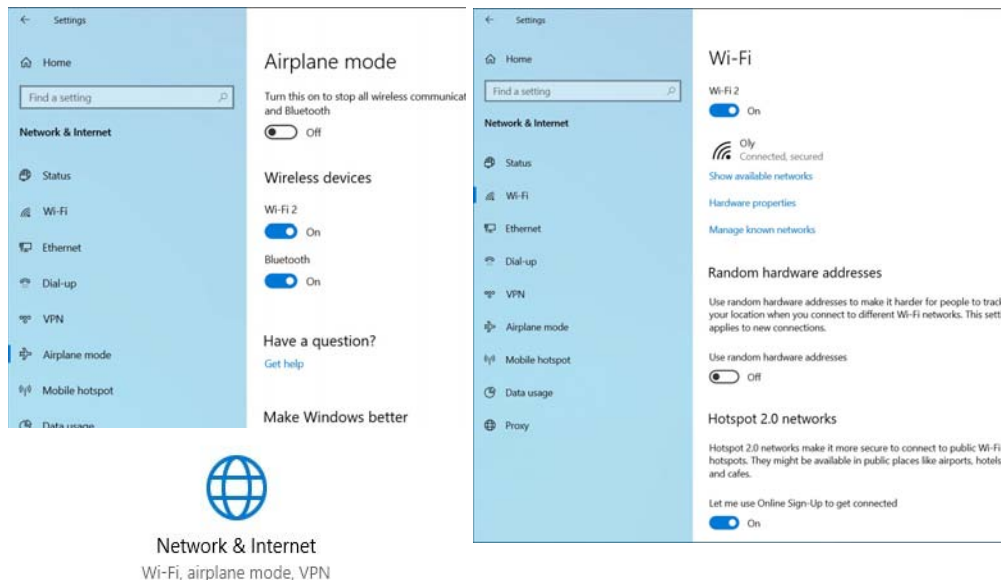 Settings
Home
Find a setting
Network & Internet
Status
Wi-Fi
Ethernet
Dial-up
VPN
Airplane mode
Mobile hotspot
Data usage
Airplane mode
Turn this on to stop all wireless communicat
and Bluetooth
Off
Wireless devices
Wi-Fi 2
On
Bluetooth
On
Have a question?
Get help
Make Windows better
Network & Internet
Wi-Fi, airplane mode, VPN
Settings
Home
Find a setting
Network & Internet
Status
Wi-Fi
Ethernet
Dial-up
VPN
Airplane mode
Mobile hotspot
Data usage
Proxy
Wi-Fi
Wi-Fi 2
On
Oly
Connected, secured
Show available networks
Hardware properties
Manage known networks
Random hardware addresses
Use random hardware addresses to make it harder for people to track
your location when you connect to different Wi-Fi networks. This setti
applies to new connections.
Use random hardware addresses
Off
Hotspot 2.0 networks
Hotspot 2.0 networks make it more secure to connect to public Wi-Fi
hotspots. They might be available in public places like airports, hotels
and cafes.
Let me use Online Sign-Up to get connected
On